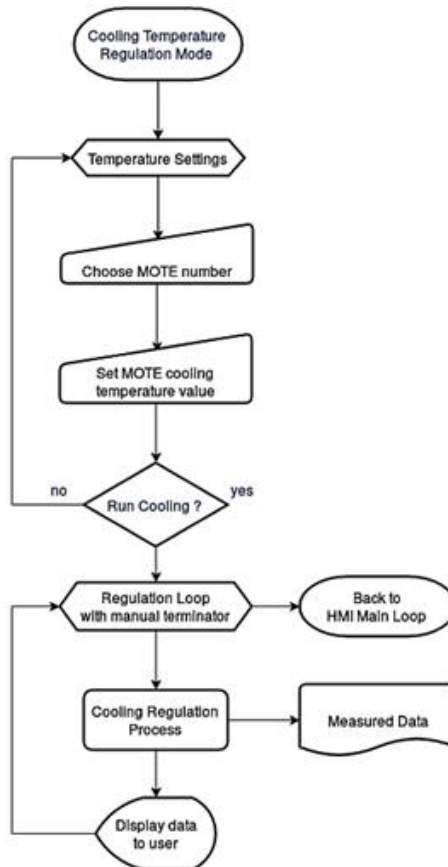 Cooling Temperature
Regulation Mode
Temperature Settings
Choose MOTE number
Set MOTE cooling
temperature value
no
Run Cooling ?
yes
Regulation Loop
with manual terminator
Back to
HMI Main Loop
Cooling Regulation
Process
Measured Data
Display data
to user